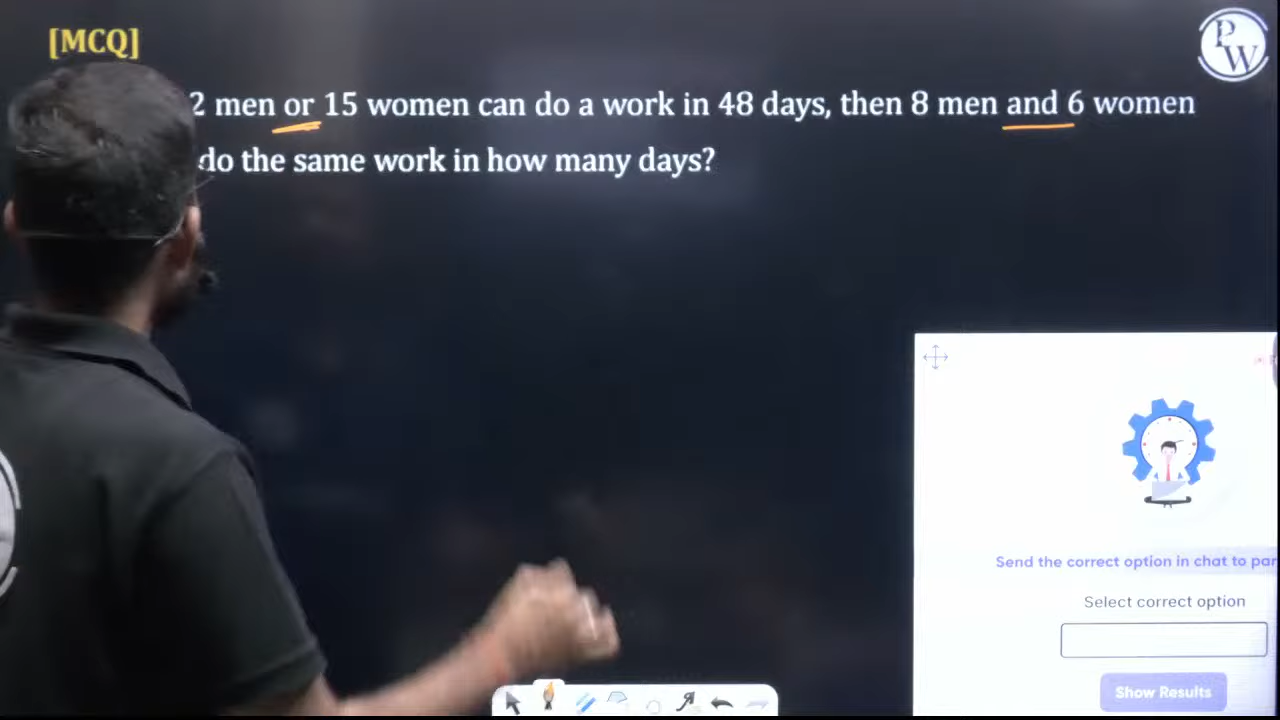 [MCQ]
2 men or 15 women can do a work in 48 days, then 8 men and 6 women
do the same work in how many days?
PW
Send the correct option in chat to par
Select correct option
Show Results